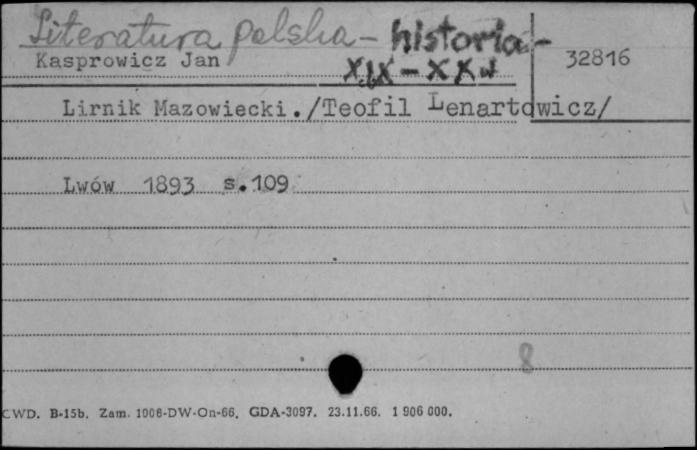 Literatura polska - historia -
XIX - XX w
Kasprowicz Jan
32816
Lirnik Mazowiecki./Teofil Lenartowicz/
Lwów 1893 s.109
8
CWD. B-15b. Zam. 1006-DW-On-66. GDA-3097. 23.11.66. 1 906 000.